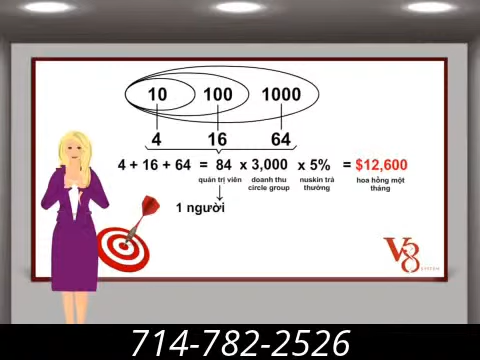 10 100 1000
4 16 64
4 + 16 + 64 = 84 x 3,000 x 5% = $12,600
quản trị viên doanh thu circle group nuskin trả thưởng hoa hồng một tháng
1 người
V8 SYSTEM
714-782-2526